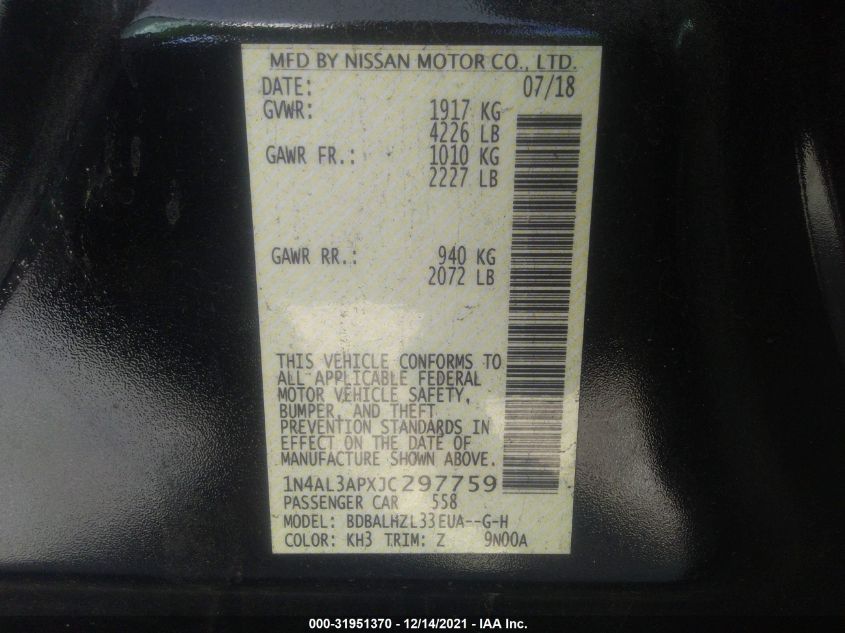 MFD BY NISSAN MOTOR CO., LTD.
DATE: 07/18
GVWR: 1917 KG
4226 LB
GAWR FR.: 1010 KG
2227 LB
GAWR RR.: 940 KG
2072 LB
THIS VEHICLE CONFORMS TO
ALL APPLICABLE FEDERAL
MOTOR VEHICLE SAFETY,
BUMPER, AND THEFT
PREVENTION STANDARDS IN
EFFECT ON THE DATE OF
MANUFACTURE SHOWN ABOVE.
1N4AL3APXJC297759
PASSENGER CAR 558
MODEL: BDBALHZL33EUA--G-H
COLOR: KH3 TRIM: Z 9N00A
000-31951370 — 12/14/2021 - IAA Inc.